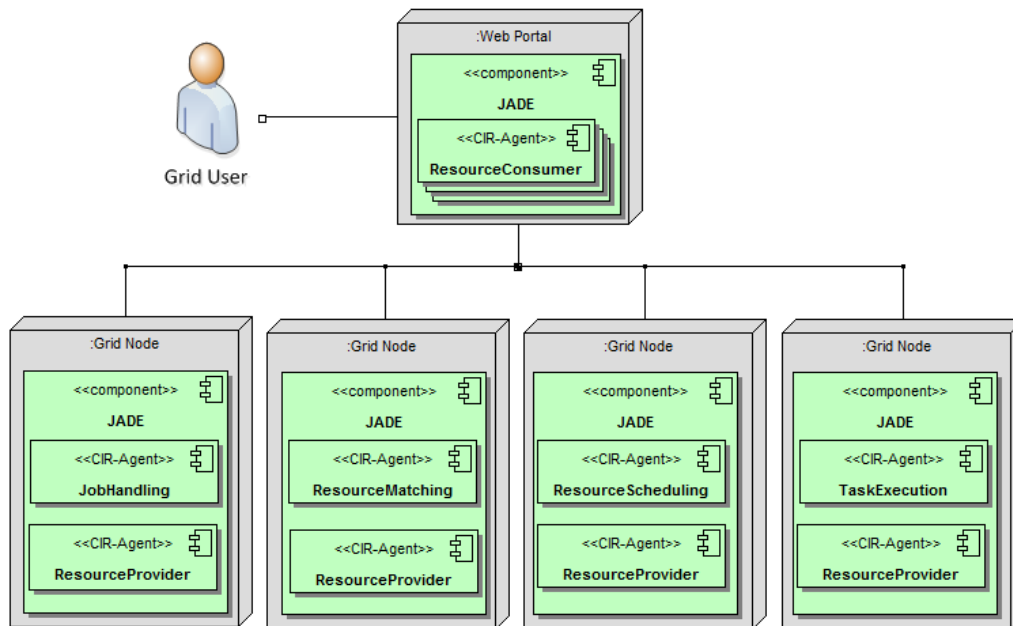 :Web Portal
<<component>>
JADE
<<CIR-Agent>>
ResourceConsumer
Grid User
:Grid Node
<<component>>
JADE
<<CIR-Agent>>
JobHandling
<<CIR-Agent>>
ResourceProvider
:Grid Node
<<component>>
JADE
<<CIR-Agent>>
ResourceMatching
<<CIR-Agent>>
ResourceProvider
:Grid Node
<<component>>
JADE
<<CIR-Agent>>
ResourceScheduling
<<CIR-Agent>>
ResourceProvider
:Grid Node
<<component>>
JADE
<<CIR-Agent>>
TaskExecution
<<CIR-Agent>>
ResourceProvider